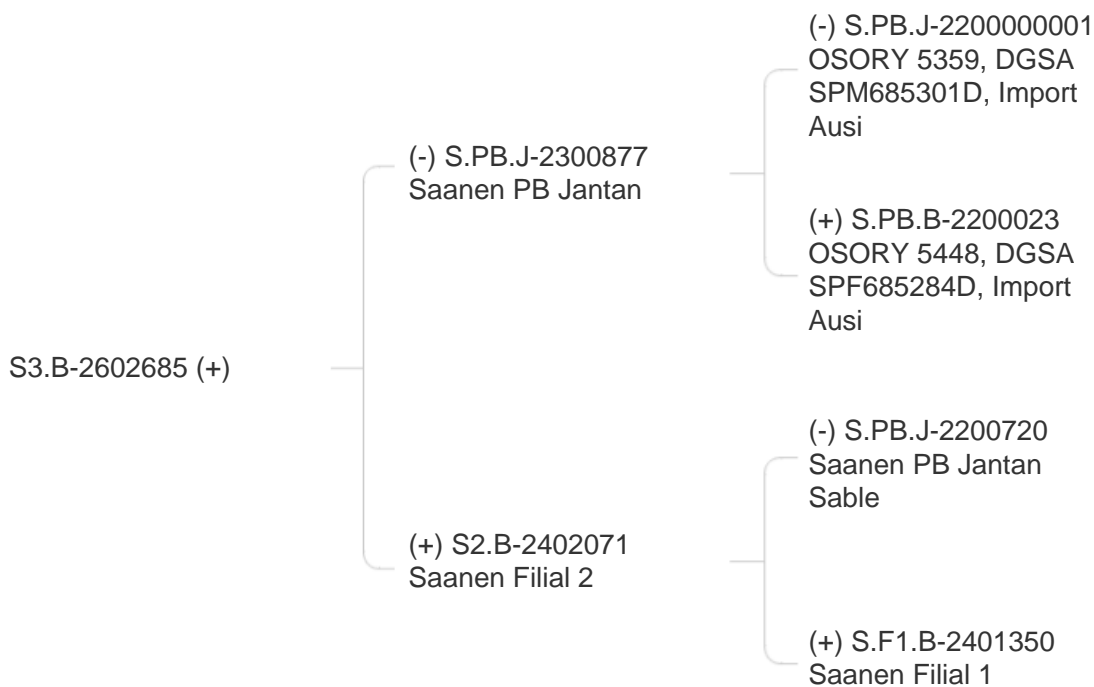 (-) S.PB.J-2200000001
OSORY 5359, DGSA
SPM685301D, Import
Ausi
(-) S.PB.J-2300877
Saanen PB Jantan
(+) S.PB.B-2200023
OSORY 5448, DGSA
SPF685284D, Import
Ausi
S3.B-2602685 (+)
(-) S.PB.J-2200720
Saanen PB Jantan
Sable
(+) S2.B-2402071
Saanen Filial 2
(+) S.F1.B-2401350
Saanen Filial 1